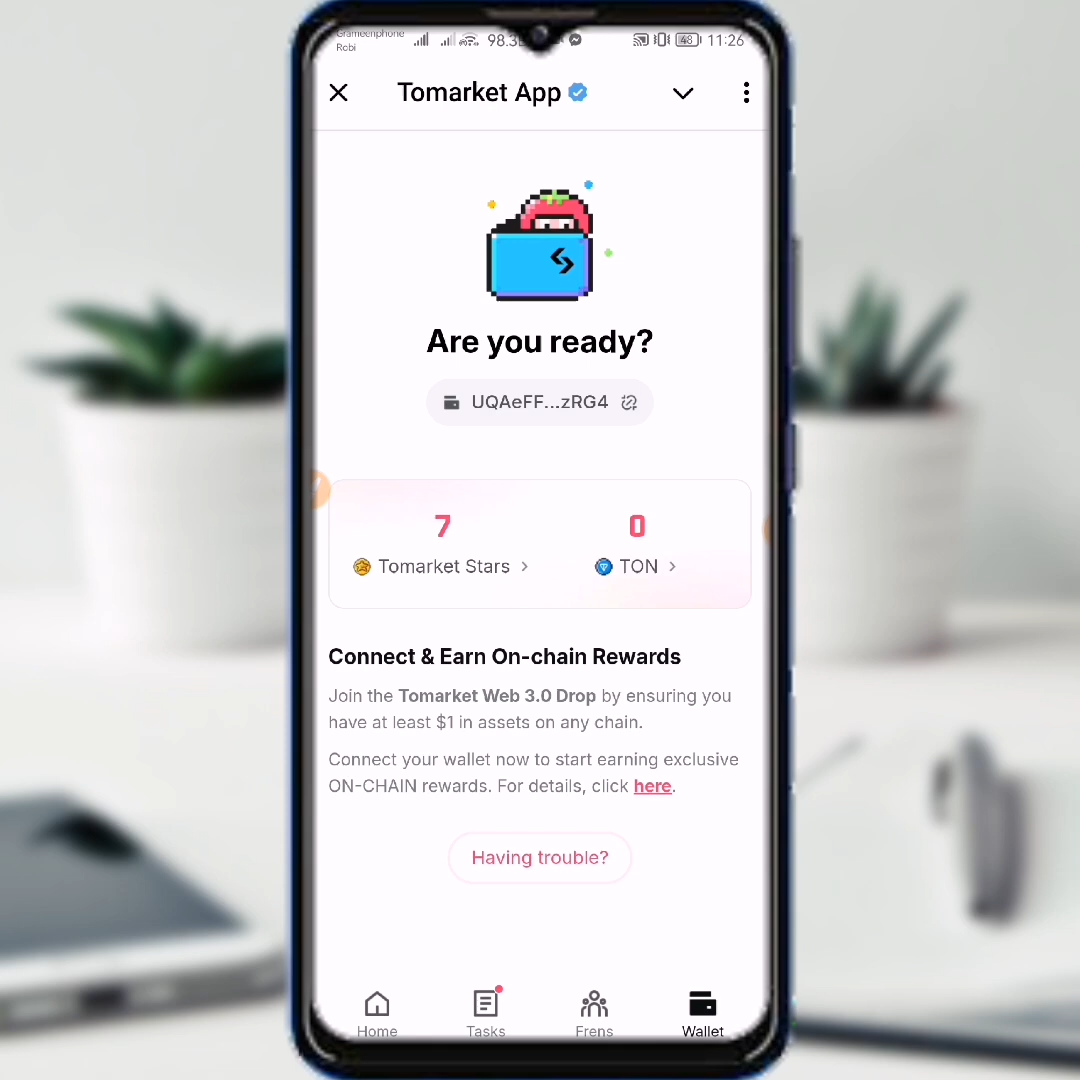 Grameenphone
Robi
48
11:26
Tomarket App
Are you ready?
UQAeFF...zRG4
7
0
Tomarket Stars >
TON >
Connect & Earn On-chain Rewards
Join the Tomarket Web 3.0 Drop by ensuring you
have at least $1 in assets on any chain.
Connect your wallet now to start earning exclusive
ON-CHAIN rewards. For details, click here.
Having trouble?
Home
Tasks
Frens
Wallet